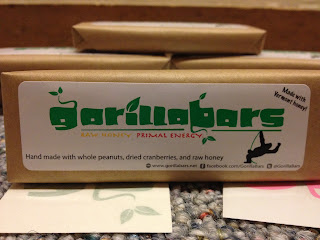 Made with
Vermont honey!
gorillabars
RAW HONEY PRIMAL ENERGY
Hand made with whole peanuts, dried cranberries, and raw honey
www.gorillabars.net facebook.com/GorillaBars @GorillaBars